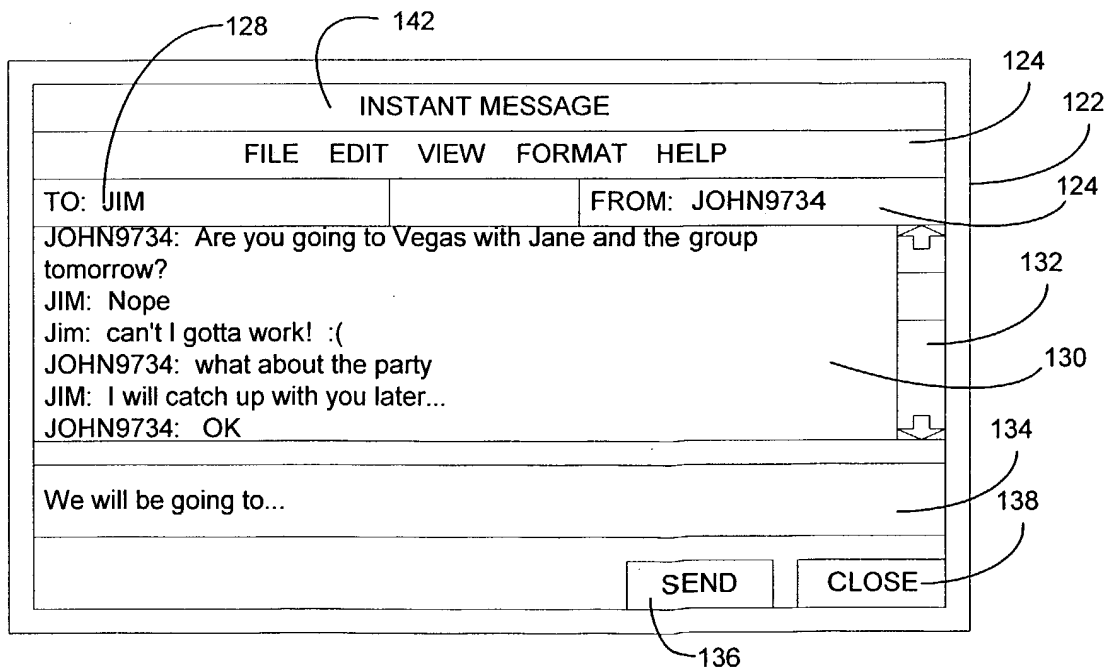 128
142
124
INSTANT MESSAGE
122
FILE EDIT VIEW FORMAT HELP
124
TO: JIM
FROM: JOHN9734
JOHN9734: Are you going to Vegas with Jane and the group
tomorrow?
132
JIM: Nope
Jim: can't I gotta work! :(
130
JOHN9734: what about the party
JIM: I will catch up with you later...
JOHN9734: OK
134
We will be going to...
138
SEND
CLOSE
136